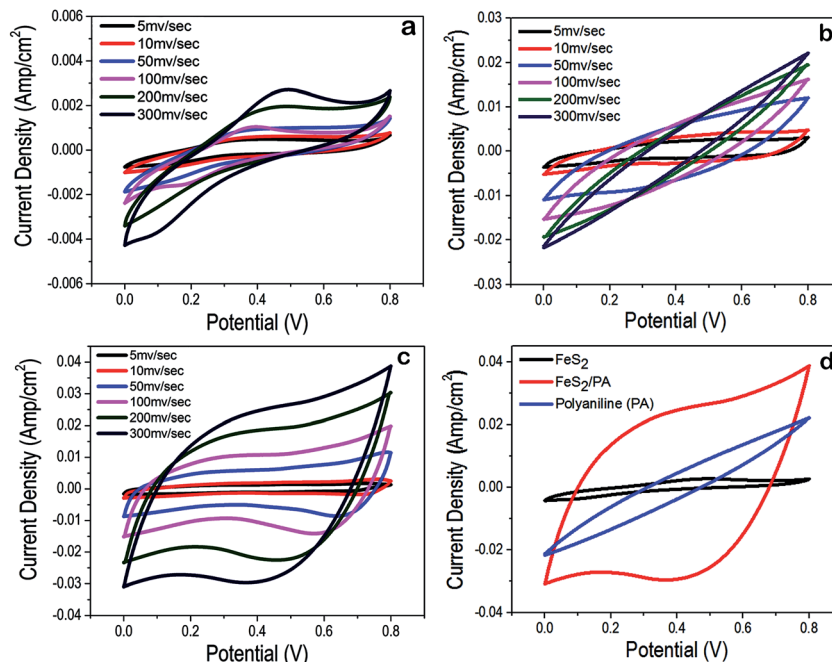 a
5mv/sec
10mv/sec
50mv/sec
100mv/sec
200mv/sec
300mv/sec
Current Density (Amp/cm²)
0.006
0.004
0.002
0.000
-0.002
-0.004
-0.006
0.0 0.2 0.4 0.6 0.8
Potential (V)
b
5mv/sec
10mv/sec
50mv/sec
100mv/sec
200mv/sec
300mv/sec
Current Density (Amp/cm²)
0.03
0.02
0.01
0.00
-0.01
-0.02
-0.03
0.0 0.2 0.4 0.6 0.8
Potential (V)
c
5mv/sec
10mv/sec
50mv/sec
100mv/sec
200mv/sec
300mv/sec
Current Density (Amp/cm²)
0.04
0.03
0.02
0.01
0.00
-0.01
-0.02
-0.03
-0.04
0.0 0.2 0.4 0.6 0.8
Potential (V)
d
FeS₂
FeS₂/PA
Polyaniline (PA)
Current Density (Amp/cm²)
0.04
0.02
0.00
-0.02
-0.04
0.0 0.2 0.4 0.6 0.8
Potential (V)